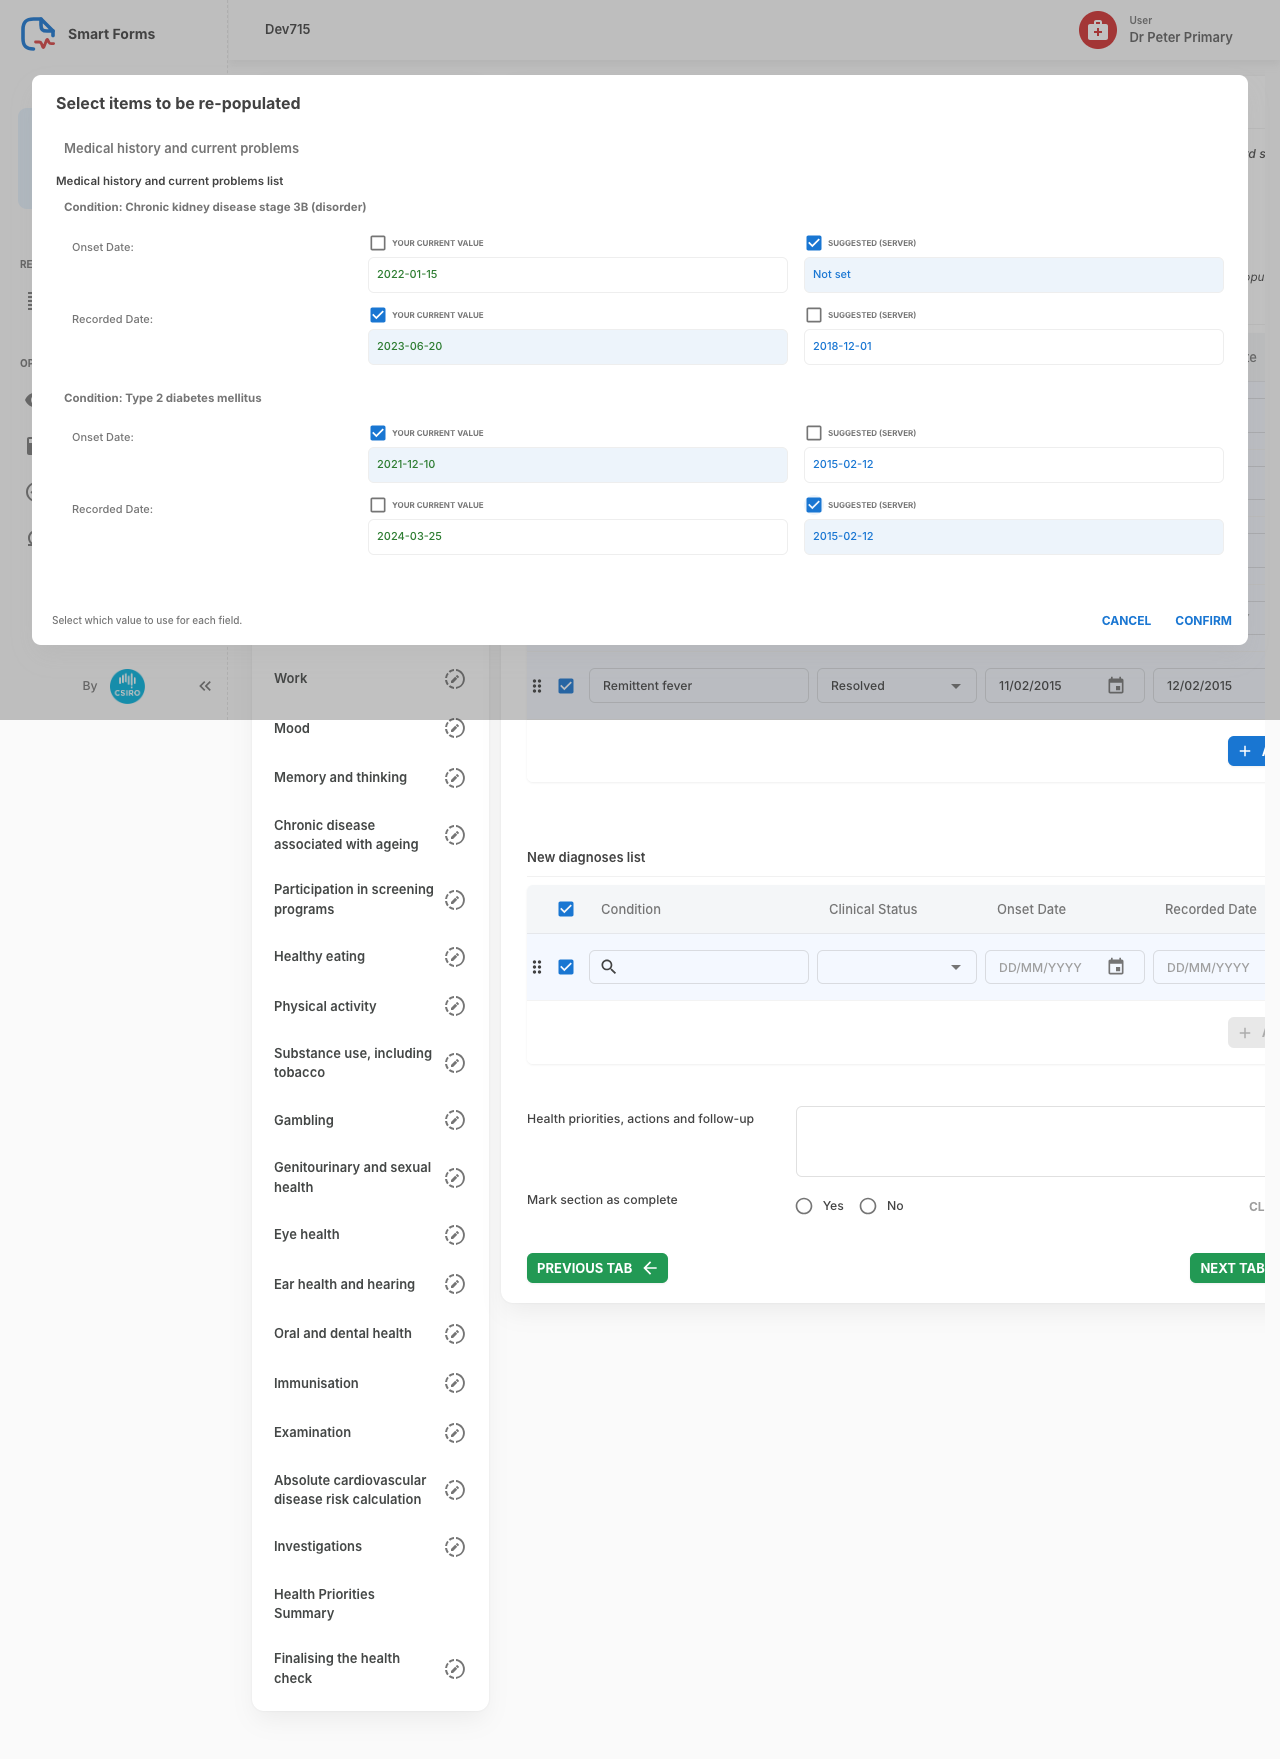 Smart Forms
Dev715
User
Dr Peter Primary
Select items to be re-populated
Medical history and current problems
Medical history and current problems list
Condition: Chronic kidney disease stage 3B (disorder)
Onset Date:
YOUR CURRENT VALUE
SUGGESTED (SERVER)
2022-01-15
Not set
Recorded Date:
YOUR CURRENT VALUE
SUGGESTED (SERVER)
2023-06-20
2018-12-01
Condition: Type 2 diabetes mellitus
Onset Date:
YOUR CURRENT VALUE
SUGGESTED (SERVER)
2021-12-10
2015-02-12
Recorded Date:
YOUR CURRENT VALUE
SUGGESTED (SERVER)
2024-03-25
2015-02-12
Select which value to use for each field.
CANCEL
CONFIRM
By
CSIRO
Work
Remittent fever
Resolved
11/02/2015
12/02/2015
Mood
Memory and thinking
Chronic disease
associated with ageing
Participation in screening
programs
Healthy eating
Physical activity
Substance use, including
tobacco
Gambling
Genitourinary and sexual
health
Eye health
Ear health and hearing
Oral and dental health
Immunisation
Examination
Absolute cardiovascular
disease risk calculation
Investigations
Health Priorities
Summary
Finalising the health
check
New diagnoses list
Condition
Clinical Status
Onset Date
Recorded Date
DD/MM/YYYY
DD/MM/YYYY
Health priorities, actions and follow-up
Mark section as complete
Yes
No
PREVIOUS TAB
NEXT TAB